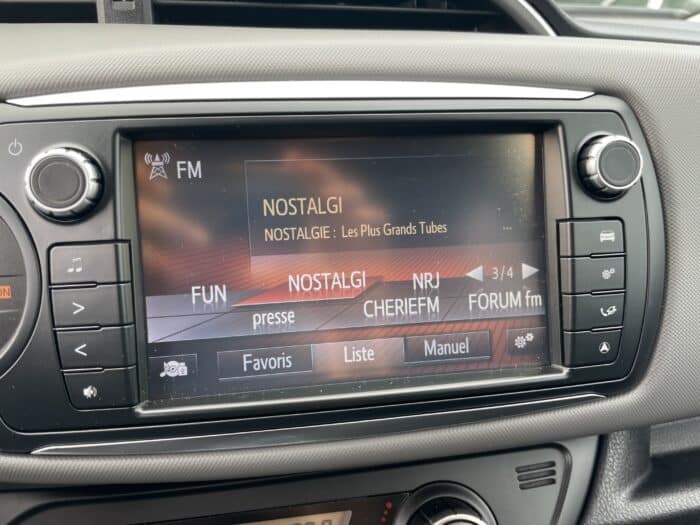 FM
NOSTALGI
NOSTALGIE : Les Plus Grands Tubes
...
3/4
FUN NOSTALGI NRJ
presse CHERIEFM FORUM fm
Favoris Liste Manuel